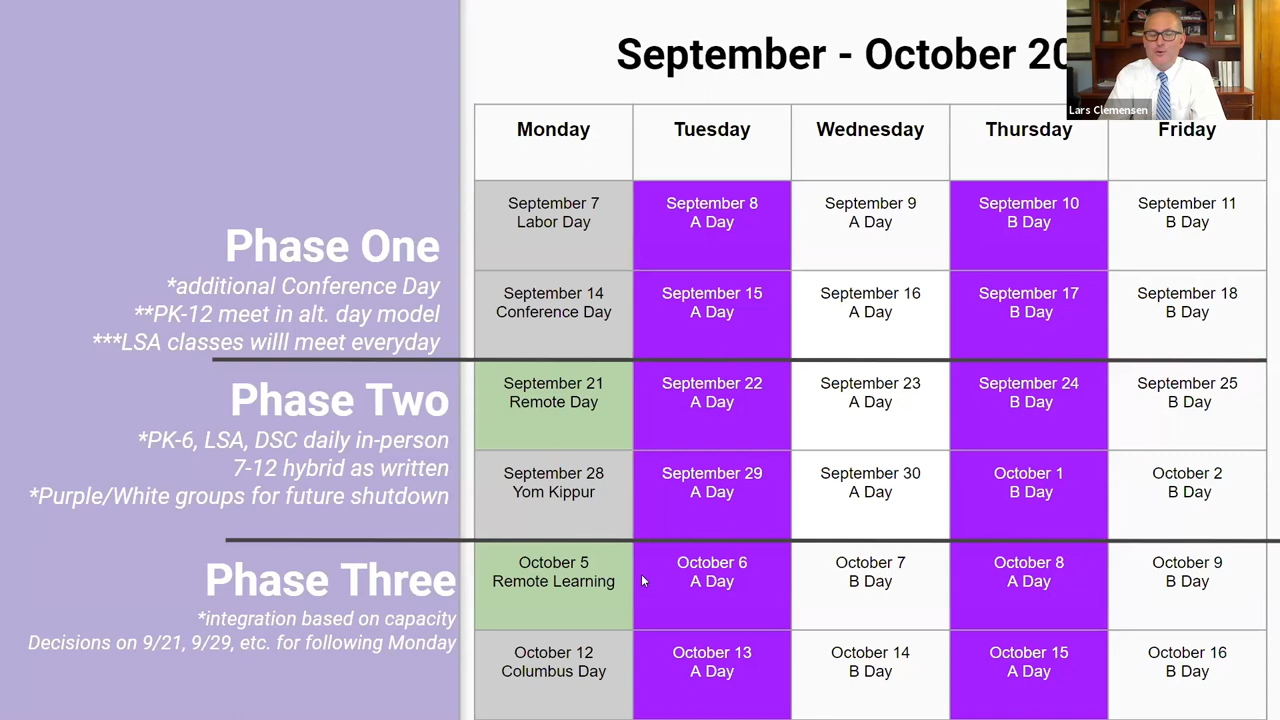 September - October 20
Lars Clemensen
Monday
Tuesday
Wednesday
Thursday
Friday
September 7
Labor Day
September 8
A Day
September 9
A Day
September 10
B Day
September 11
B Day
Phase One
*additional Conference Day
**PK-12 meet in alt. day model
***LSA classes willl meet everyday
September 14
Conference Day
September 15
A Day
September 16
A Day
September 17
B Day
September 18
B Day
Phase Two
*PK-6, LSA, DSC daily in-person
7-12 hybrid as written
*Purple/White groups for future shutdown
September 21
Remote Day
September 22
A Day
September 23
A Day
September 24
B Day
September 25
B Day
September 28
Yom Kippur
September 29
A Day
September 30
A Day
October 1
B Day
October 2
B Day
Phase Three
*integration based on capacity
Decisions on 9/21, 9/29, etc. for following Monday
October 5
Remote Learning
October 6
A Day
October 7
B Day
October 8
A Day
October 9
B Day
October 12
Columbus Day
October 13
A Day
October 14
B Day
October 15
A Day
October 16
B Day